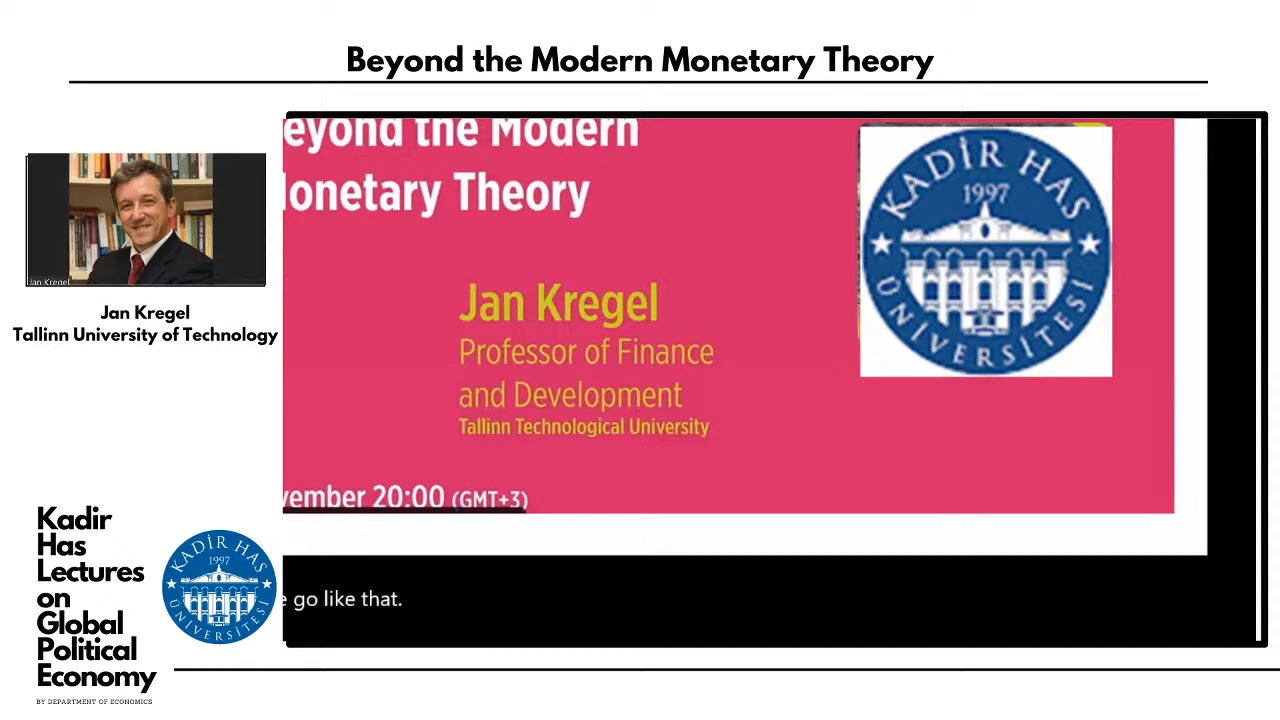 Beyond the Modern Monetary Theory
Jan Kregel
Jan Kregel
Tallinn University of Technology
eyond the Modern
onetary Theory
Jan Kregel
Professor of Finance
and Development
Tallinn Technological University
vember 20:00 (GMT+3)
KADİR HAS
1997
ÜNİVERSİTESİ
e go like that.
Kadir
Has
Lectures
on
Global
Political
Economy
BY DEPARTMENT OF ECONOMICS
KADİR HAS
1997
ÜNİVERSİTESİ